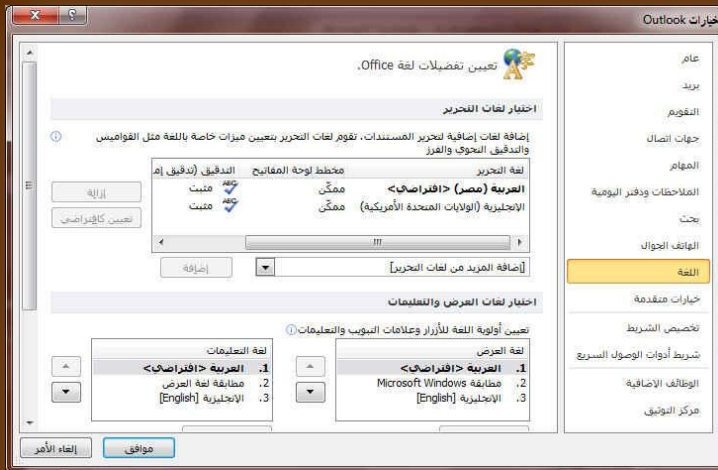 خيارات Outlook
عام
بريد
التقويم
جهات اتصال
المهام
الملاحظات ودفتر اليومية
بحث
الهاتف الجوال
اللغة
خيارات متقدمة
تخصيص الشريط
شريط أدوات الوصول السريع
الوظائف الإضافية
مركز التوثيق
تعيين تفضيلات لغة Office.
اختيار لغات التحرير
إضافة لغات إضافية لتحرير المستندات. تقوم لغات التحرير بتعيين ميزات خاصة باللغة مثل القواميس
والتدقيق النحوي والفرز
لغة التحرير مخطط لوحة المفاتيح التدقيق (تدقيق إم
العربية (مصر) <افتراضي> ممكّن مثبت
الإنجليزية (الولايات المتحدة الأمريكية) ممكّن مثبت
إزالة
تعيين كافتراضي
[إضافة المزيد من لغات التحرير] إضافة
اختيار لغات العرض والتعليمات
تعيين أولوية اللغة للأزرار وعلامات التبويب والتعليمات
لغة العرض
1. العربية <افتراضي>
2. مطابقة Microsoft Windows
3. الإنجليزية [English]
لغة التعليمات
1. العربية <افتراضي>
2. مطابقة لغة العرض
3. الإنجليزية [English]
موافق إلغاء الأمر